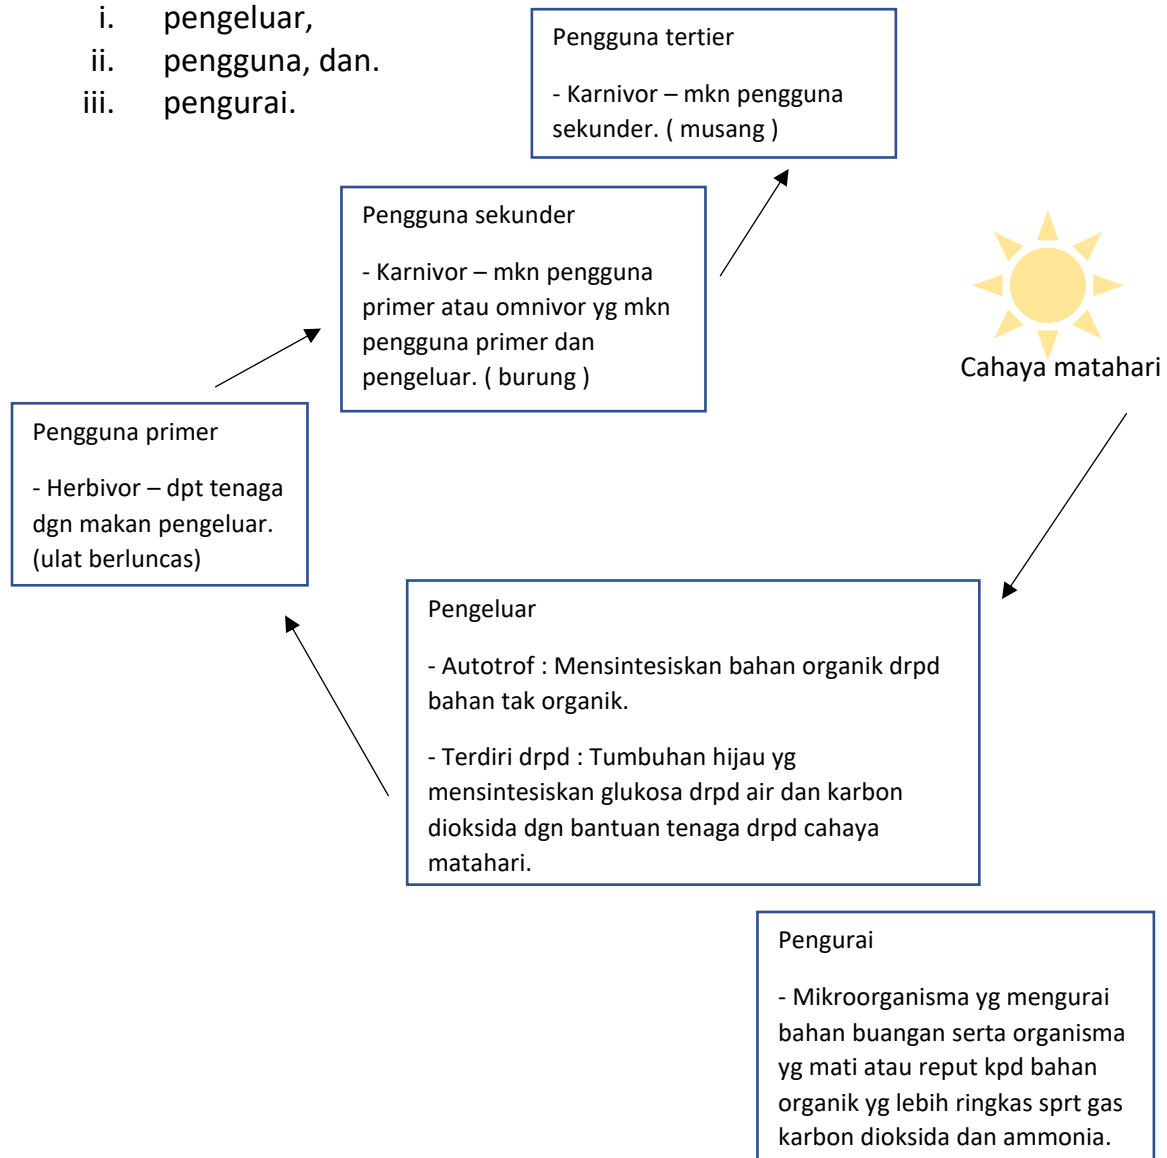 i. pengeluar,
ii. pengguna, dan.
iii. pengurai.
Pengguna tertier
- Karnivor – mkn pengguna
sekunder. ( musang )
Pengguna sekunder
- Karnivor – mkn pengguna
primer atau omnivor yg mkn
pengguna primer dan
pengeluar. ( burung )
Cahaya matahari
Pengguna primer
- Herbivor – dpt tenaga
dgn makan pengeluar.
(ulat berluncas)
Pengeluar
- Autotrof : Mensintesiskan bahan organik drpd
bahan tak organik.
- Terdiri drpd : Tumbuhan hijau yg
mensintesiskan glukosa drpd air dan karbon
dioksida dgn bantuan tenaga drpd cahaya
matahari.
Pengurai
- Mikroorganisma yg mengurai
bahan buangan serta organisma
yg mati atau reput kpd bahan
organik yg lebih ringkas sprt gas
karbon dioksida dan ammonia.